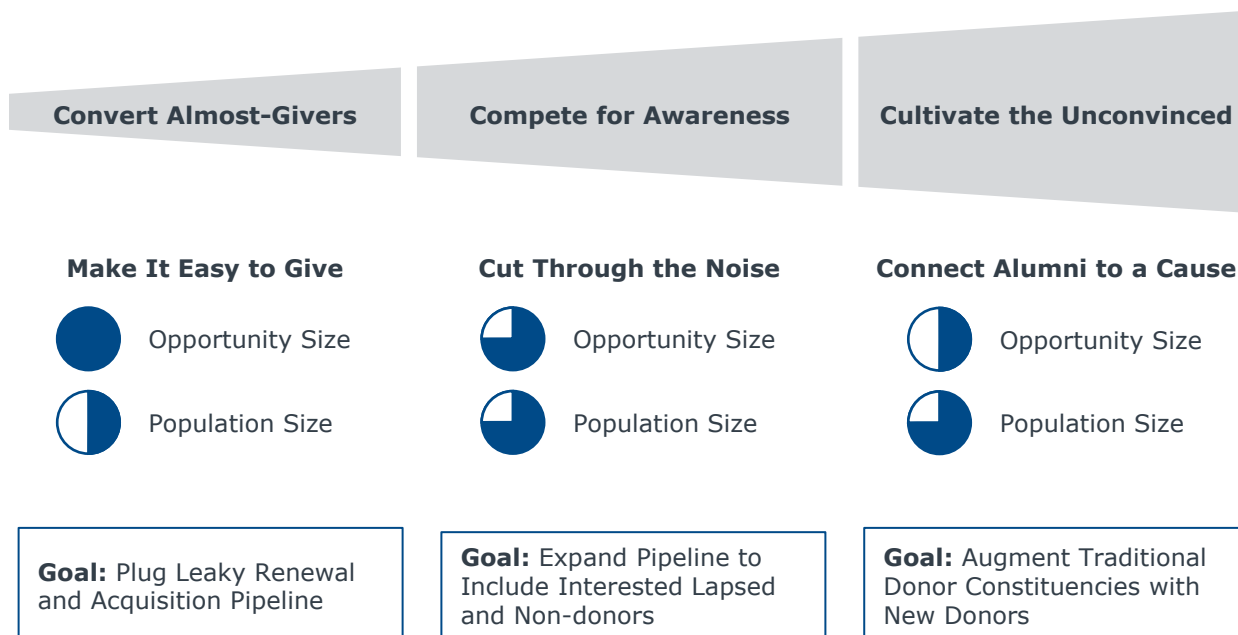 Convert Almost-Givers
Compete for Awareness
Cultivate the Unconvinced
Make It Easy to Give
Cut Through the Noise
Connect Alumni to a Cause
Opportunity Size
Opportunity Size
Opportunity Size
Population Size
Population Size
Population Size
Goal: Plug Leaky Renewal
and Acquisition Pipeline
Goal: Expand Pipeline to
Include Interested Lapsed
and Non-donors
Goal: Augment Traditional
Donor Constituencies with
New Donors